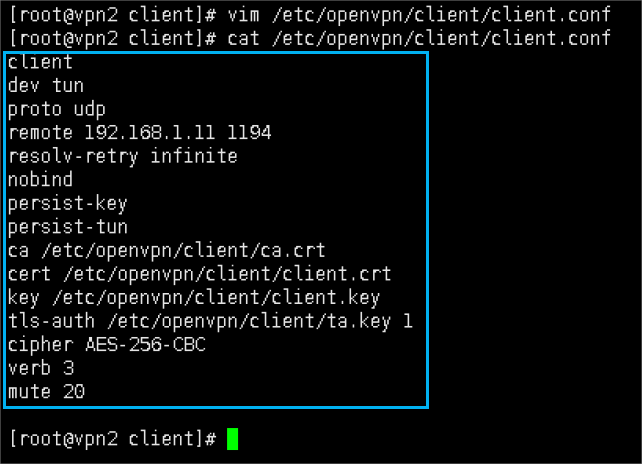 [root@vpn2 client]# vim /etc/openvpn/client/client.conf
[root@vpn2 client]# cat /etc/openvpn/client/client.conf
client
dev tun
proto udp
remote 192.168.1.11 1194
resolv-retry infinite
nobind
persist-key
persist-tun
ca /etc/openvpn/client/ca.crt
cert /etc/openvpn/client/client.crt
key /etc/openvpn/client/client.key
tls-auth /etc/openvpn/client/ta.key 1
cipher AES-256-CBC
verb 3
mute 20
[root@vpn2 client]#